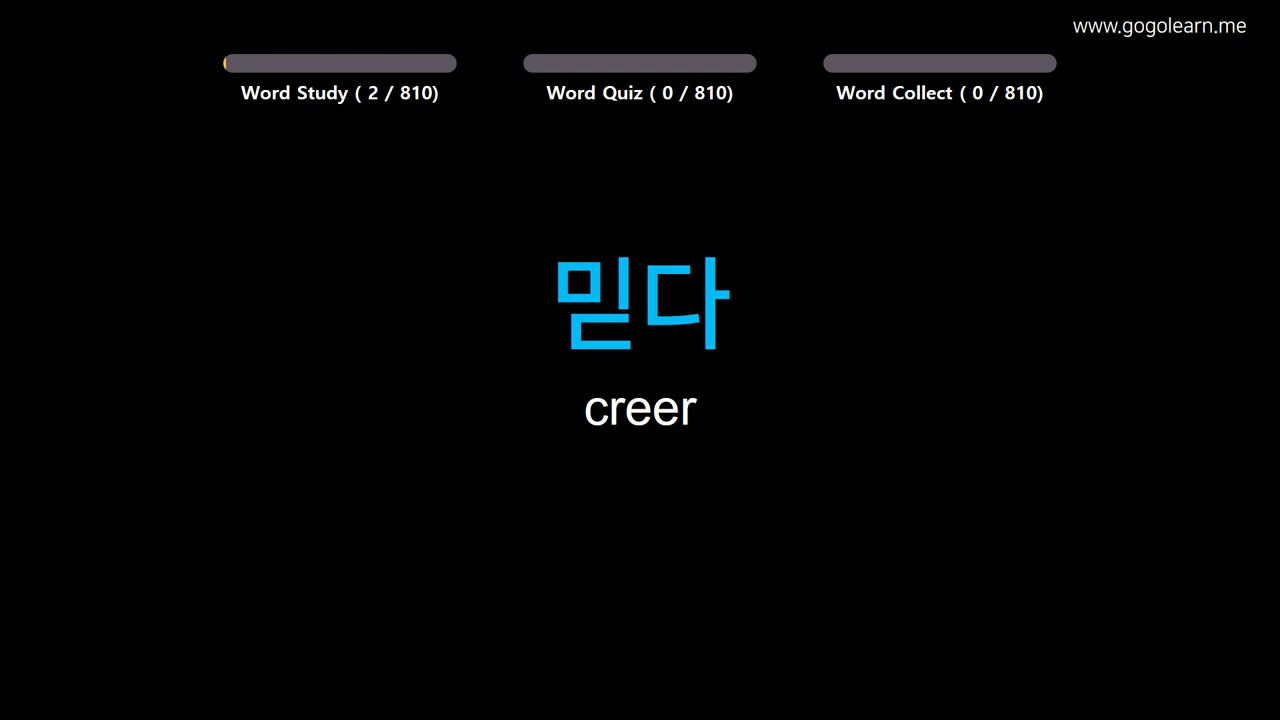 www.gogolearn.me
Word Study ( 2 / 810)
Word Quiz ( 0 / 810)
Word Collect ( 0 / 810)
믿다
creer